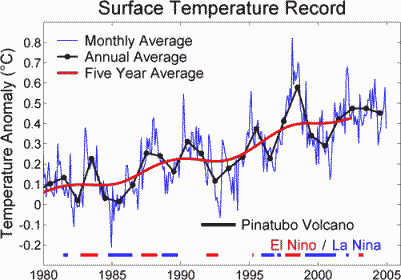 Surface Temperature Record
Temperature Anomaly (°C)
0.8
0.7
0.6
0.5
0.4
0.3
0.2
0.1
0
-0.1
-0.2
Monthly Average
Annual Average
Five Year Average
Pinatubo Volcano
El Nino / La Nina
1980 1985 1990 1995 2000 2005